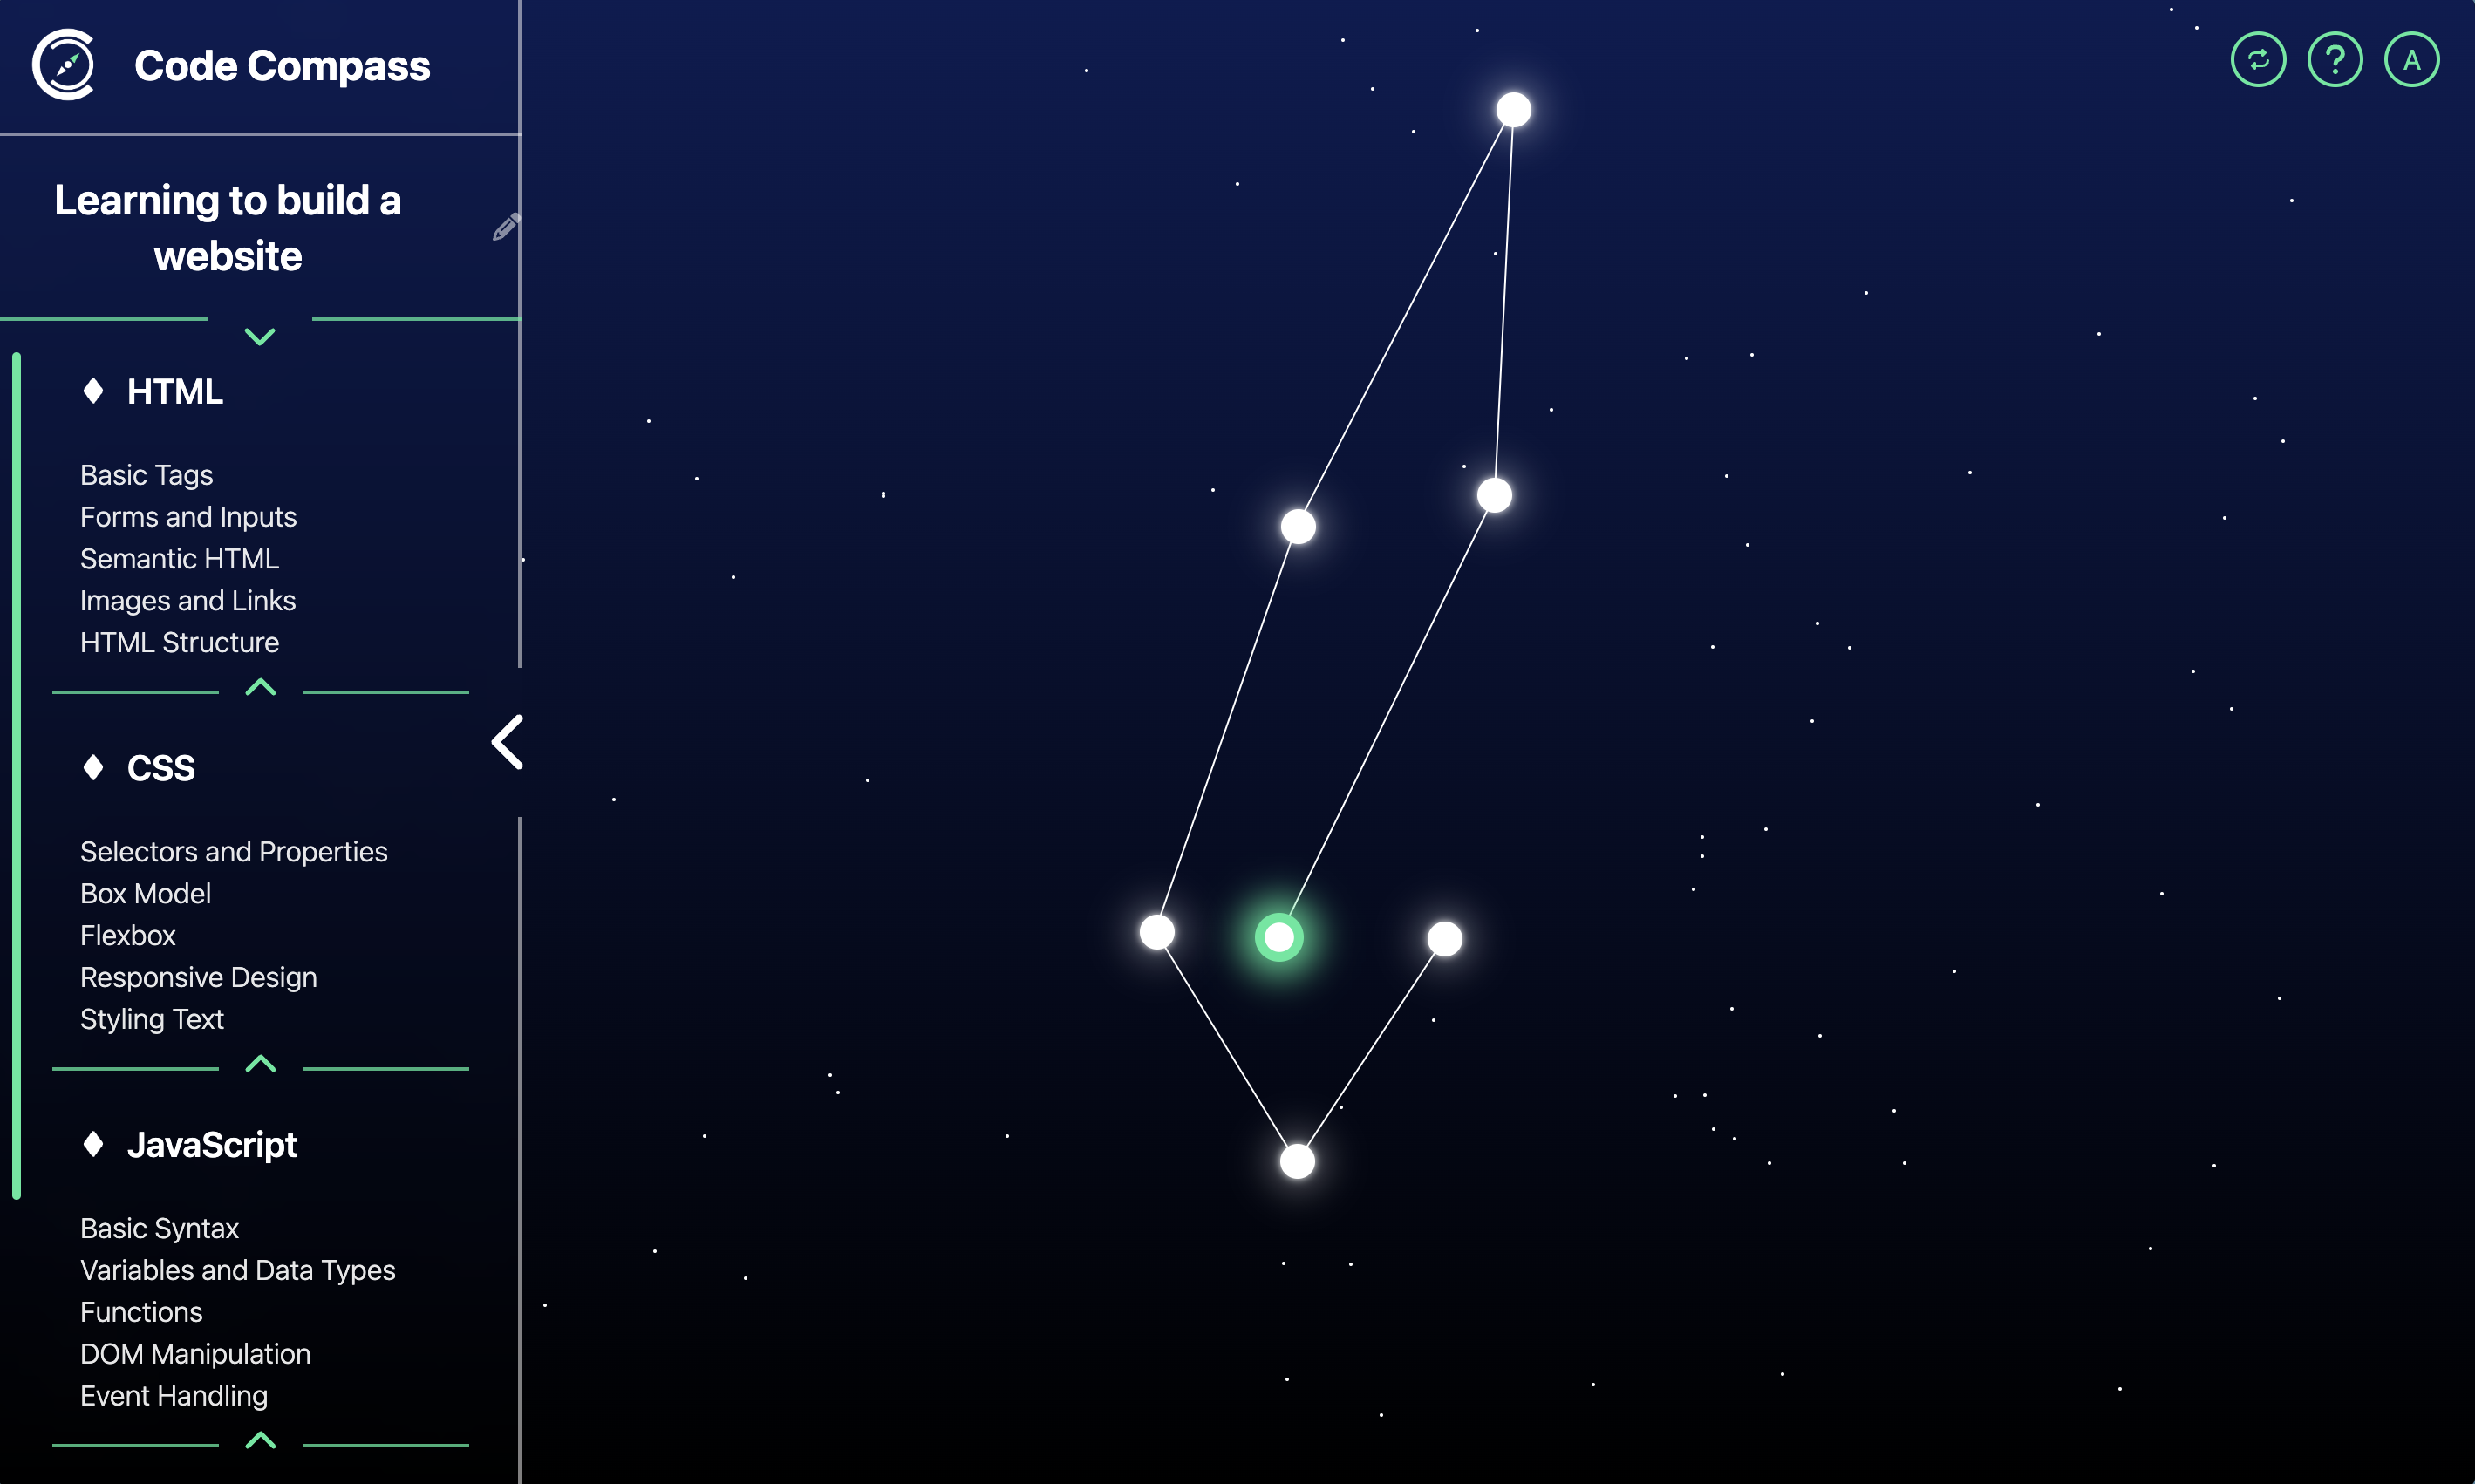 Code Compass
A
Learning to build a
website
HTML
Basic Tags
Forms and Inputs
Semantic HTML
Images and Links
HTML Structure
CSS
Selectors and Properties
Box Model
Flexbox
Responsive Design
Styling Text
JavaScript
Basic Syntax
Variables and Data Types
Functions
DOM Manipulation
Event Handling